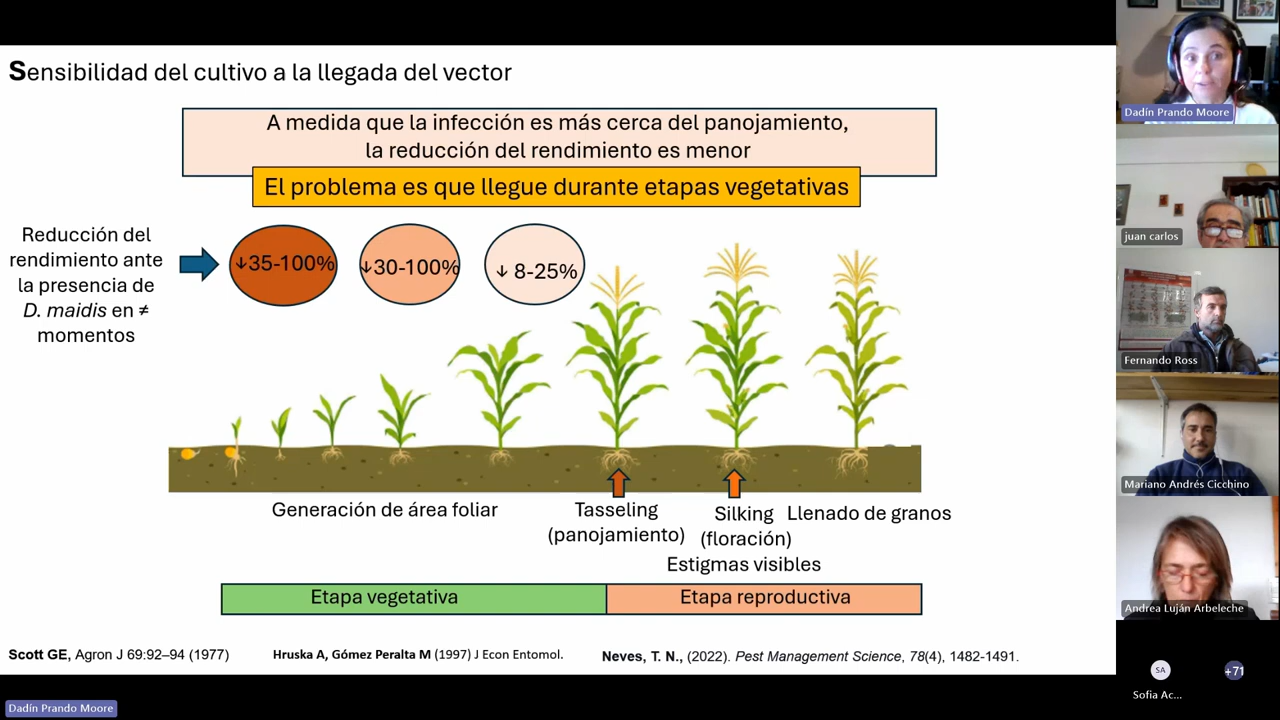 Sensibilidad del cultivo a la llegada del vector
A medida que la infección es más cerca del panojamiento,
la reducción del rendimiento es menor
El problema es que llegue durante etapas vegetativas
Reducción del
rendimiento ante
la presencia de
D. maidis en ≠
momentos
↓35-100%
↓30-100%
↓ 8-25%
Generación de área foliar
Tasseling
(panojamiento)
Silking
(floración)
Estigmas visibles
Llenado de granos
Etapa vegetativa
Etapa reproductiva
Scott GE, Agron J 69:92–94 (1977)
Hruska A, Gómez Peralta M (1997) J Econ Entomol.
Neves, T. N., (2022). Pest Management Science, 78(4), 1482-1491.
Dadín Prando Moore
Dadín Prando Moore
juan carlos
Fernando Ross
Mariano Andrés Cicchino
Andrea Luján Arbeleche
SA
Sofia Ac...
+71